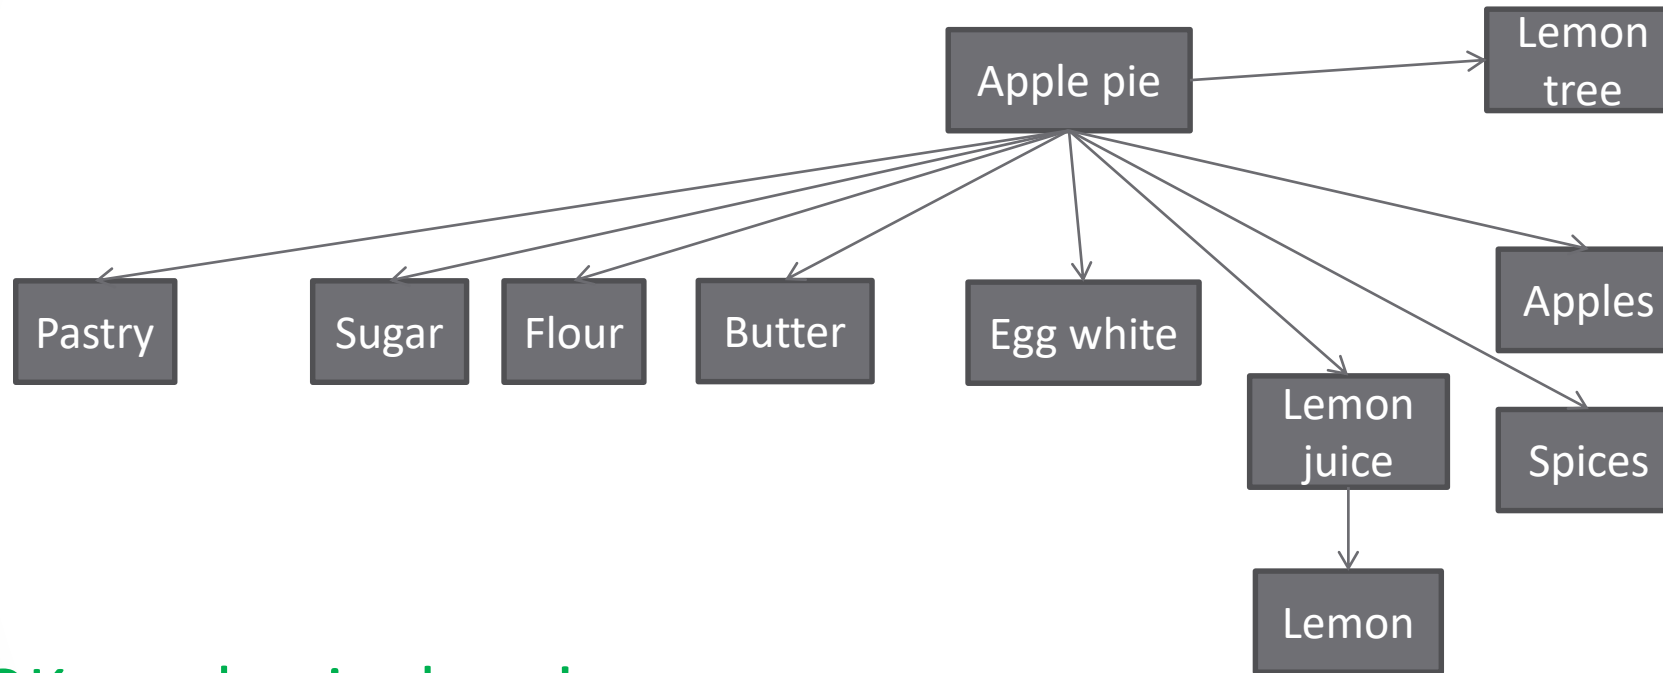 Lemon
tree
Apple pie
Apples
Pastry
Sugar
Flour
Butter
Egg white
Lemon
juice
Spices
Lemon